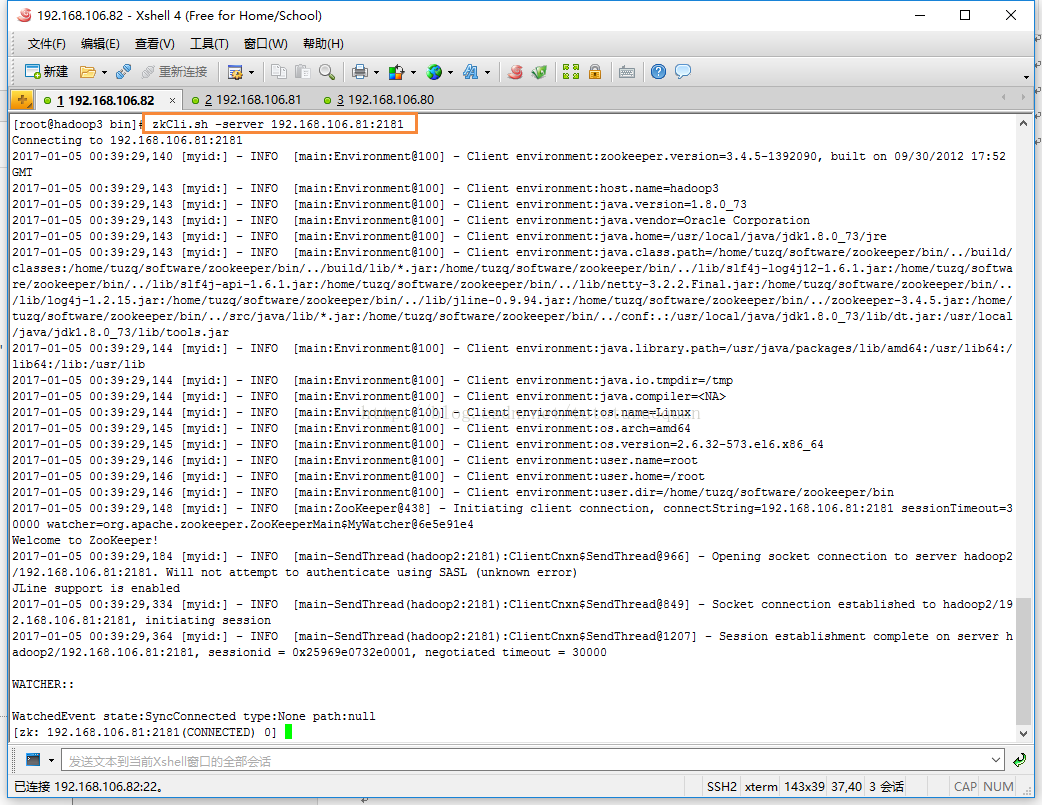 192.168.106.82 - Xshell 4 (Free for Home/School)
文件(F) 编辑(E) 查看(V) 工具(T) 窗口(W) 帮助(H)
新建 重新连接
1 192.168.106.82 × 2 192.168.106.81 3 192.168.106.80
[root@hadoop3 bin]# zkCli.sh -server 192.168.106.81:2181
Connecting to 192.168.106.81:2181
2017-01-05 00:39:29,140 [myid:] - INFO  [main:Environment@100] - Client environment:zookeeper.version=3.4.5-1392090, built on 09/30/2012 17:52
GMT
2017-01-05 00:39:29,143 [myid:] - INFO  [main:Environment@100] - Client environment:host.name=hadoop3
2017-01-05 00:39:29,143 [myid:] - INFO  [main:Environment@100] - Client environment:java.version=1.8.0_73
2017-01-05 00:39:29,143 [myid:] - INFO  [main:Environment@100] - Client environment:java.vendor=Oracle Corporation
2017-01-05 00:39:29,143 [myid:] - INFO  [main:Environment@100] - Client environment:java.home=/usr/local/java/jdk1.8.0_73/jre
2017-01-05 00:39:29,143 [myid:] - INFO  [main:Environment@100] - Client environment:java.class.path=/home/tuzq/software/zookeeper/bin/../build/
classes:/home/tuzq/software/zookeeper/bin/../build/lib/*.jar:/home/tuzq/software/zookeeper/bin/../lib/slf4j-log4j12-1.6.1.jar:/home/tuzq/softwa
re/zookeeper/bin/../lib/slf4j-api-1.6.1.jar:/home/tuzq/software/zookeeper/bin/../lib/netty-3.2.2.Final.jar:/home/tuzq/software/zookeeper/bin/..
/lib/log4j-1.2.15.jar:/home/tuzq/software/zookeeper/bin/../lib/jline-0.9.94.jar:/home/tuzq/software/zookeeper/bin/../zookeeper-3.4.5.jar:/home/
tuzq/software/zookeeper/bin/../src/java/lib/*.jar:/home/tuzq/software/zookeeper/bin/../conf:.:/usr/local/java/jdk1.8.0_73/lib/dt.jar:/usr/local
/java/jdk1.8.0_73/lib/tools.jar
2017-01-05 00:39:29,144 [myid:] - INFO  [main:Environment@100] - Client environment:java.library.path=/usr/java/packages/lib/amd64:/usr/lib64:/
lib64:/lib:/usr/lib
2017-01-05 00:39:29,144 [myid:] - INFO  [main:Environment@100] - Client environment:java.io.tmpdir=/tmp
2017-01-05 00:39:29,144 [myid:] - INFO  [main:Environment@100] - Client environment:java.compiler=<NA>
2017-01-05 00:39:29,144 [myid:] - INFO  [main:Environment@100] - Client environment:os.name=Linux
2017-01-05 00:39:29,145 [myid:] - INFO  [main:Environment@100] - Client environment:os.arch=amd64
2017-01-05 00:39:29,145 [myid:] - INFO  [main:Environment@100] - Client environment:os.version=2.6.32-573.el6.x86_64
2017-01-05 00:39:29,146 [myid:] - INFO  [main:Environment@100] - Client environment:user.name=root
2017-01-05 00:39:29,146 [myid:] - INFO  [main:Environment@100] - Client environment:user.home=/root
2017-01-05 00:39:29,146 [myid:] - INFO  [main:Environment@100] - Client environment:user.dir=/home/tuzq/software/zookeeper/bin
2017-01-05 00:39:29,148 [myid:] - INFO  [main:ZooKeeper@438] - Initiating client connection, connectString=192.168.106.81:2181 sessionTimeout=3
0000 watcher=org.apache.zookeeper.ZooKeeperMain$MyWatcher@6e5e91e4
Welcome to ZooKeeper!
2017-01-05 00:39:29,184 [myid:] - INFO  [main-SendThread(hadoop2:2181):ClientCnxn$SendThread@966] - Opening socket connection to server hadoop2
/192.168.106.81:2181. Will not attempt to authenticate using SASL (unknown error)
JLine support is enabled
2017-01-05 00:39:29,334 [myid:] - INFO  [main-SendThread(hadoop2:2181):ClientCnxn$SendThread@849] - Socket connection established to hadoop2/19
2.168.106.81:2181, initiating session
2017-01-05 00:39:29,364 [myid:] - INFO  [main-SendThread(hadoop2:2181):ClientCnxn$SendThread@1207] - Session establishment complete on server h
adoop2/192.168.106.81:2181, sessionid = 0x25969e0732e0001, negotiated timeout = 30000
WATCHER::
WatchedEvent state:SyncConnected type:None path:null
[zk: 192.168.106.81:2181(CONNECTED) 0]
发送文本到当前Xshell窗口的全部会话
已连接 192.168.106.82:22。 SSH2 xterm 143x39 37,40 3 会话 CAP NUM